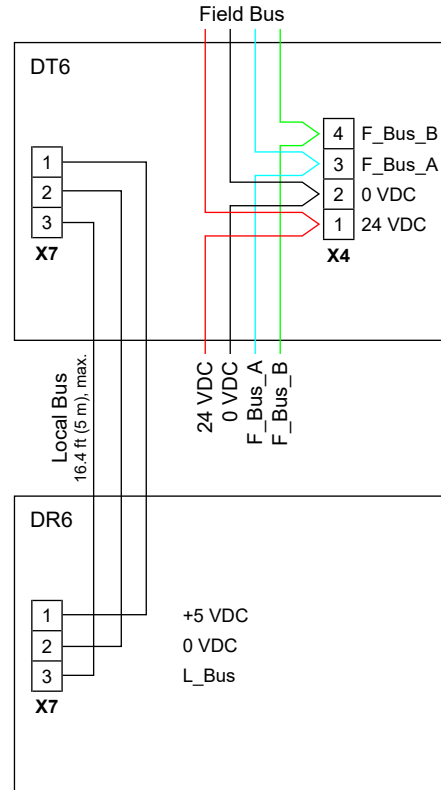 Field Bus
DT6
4 F_Bus_B
3 F_Bus_A
2 0 VDC
1 24 VDC
X4
1
2
3
X7
Local Bus
16.4 ft (5 m), max.
24 VDC
0 VDC
F_Bus_A
F_Bus_B
DR6
1 +5 VDC
2 0 VDC
3 L_Bus
X7